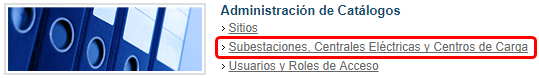 Administración de Catálogos
› Sitios
› Subestaciones, Centrales Eléctricas y Centros de Carga
› Usuarios y Roles de Acceso